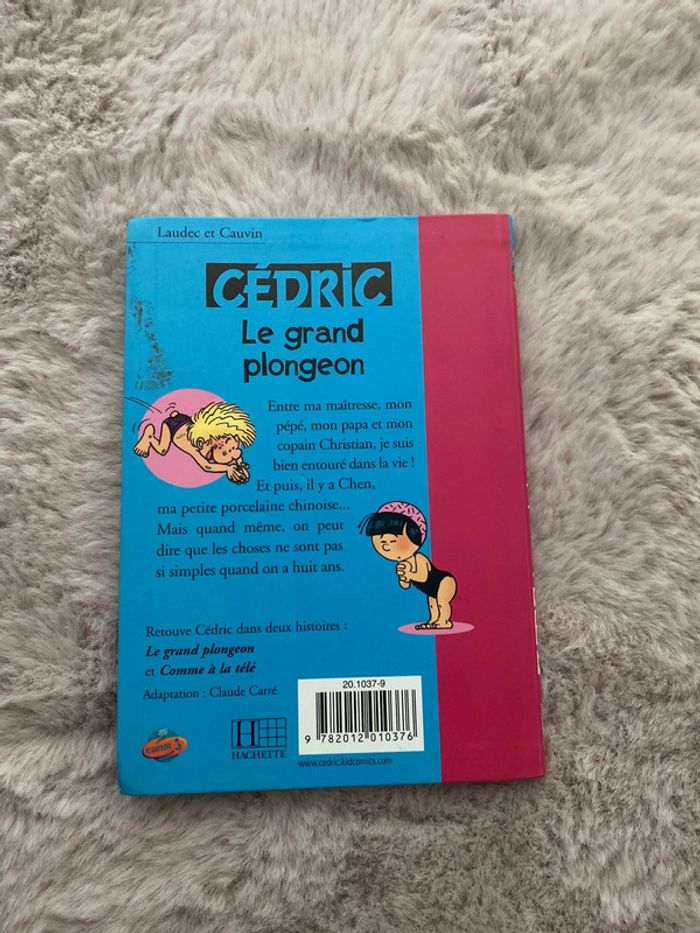 Laudec et Cauvin
CÉDRIC
Le grand
plongeon
Entre ma maîtresse, mon
pépé, mon papa et mon
copain Christian, je suis
bien entouré dans la vie !
Et puis, il y a Chen,
ma petite porcelaine chinoise...
Mais quand même, on peut
dire que les choses ne sont pas
si simples quand on a huit ans.
Retouve Cédric dans deux histoires :
Le grand plongeon
et Comme à la télé
Adaptation : Claude Carré
canal J
H
HACHETTE
20.1037-9
9 782012 010376
www.cedric.kidcomics.com